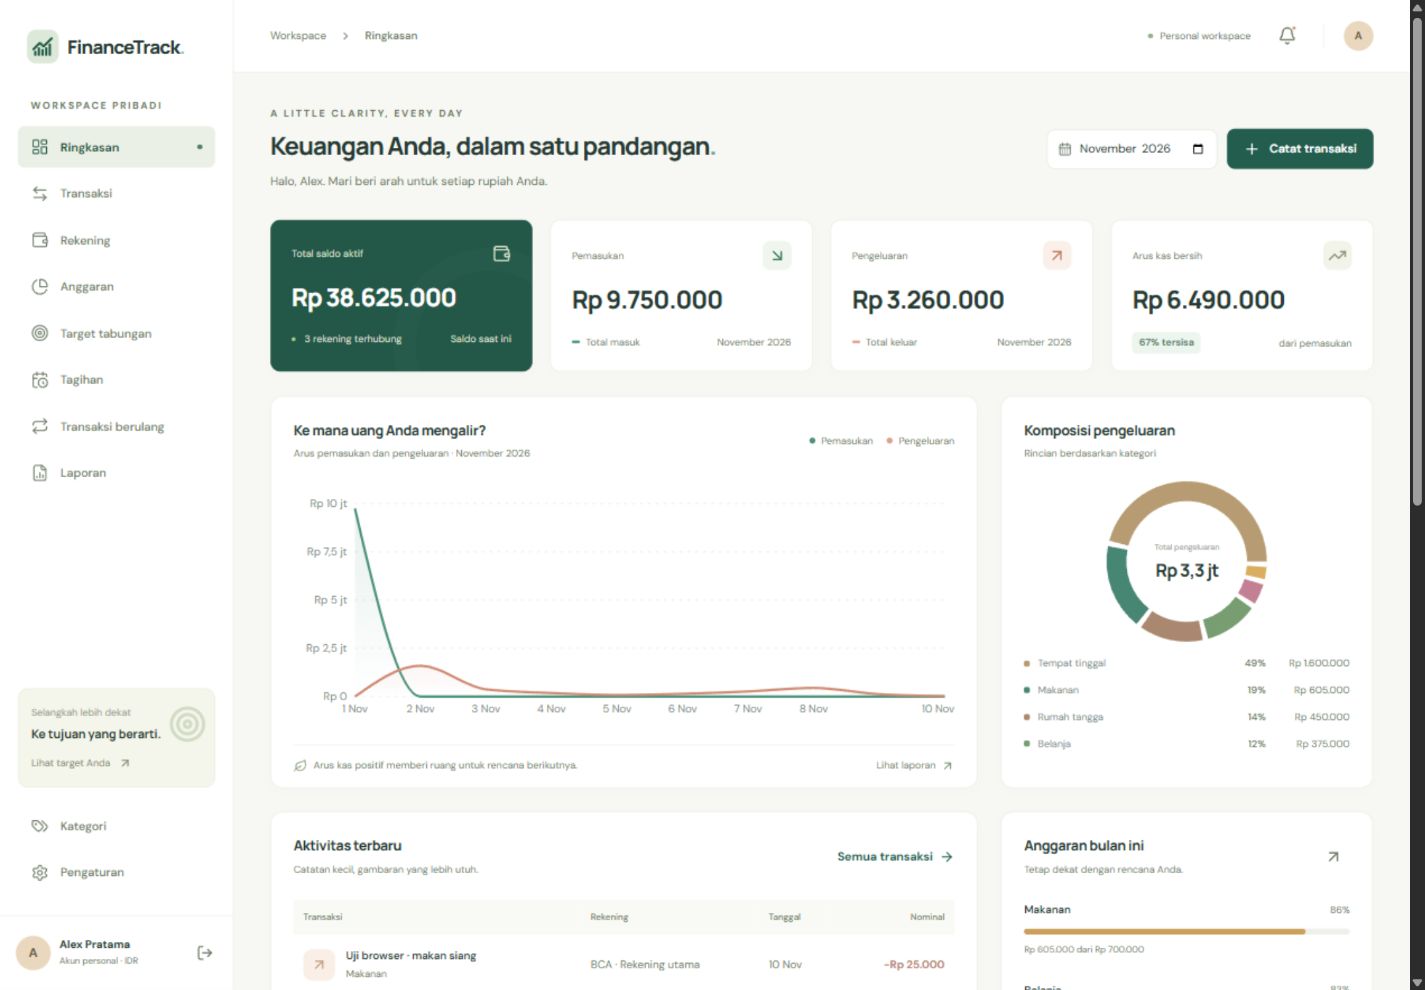 FinanceTrack.
WORKSPACE PRIBADI
Ringkasan
Transaksi
Rekening
Anggaran
Target tabungan
Tagihan
Transaksi berulang
Laporan
Selangkah lebih dekat
Ke tujuan yang berarti.
Lihat target Anda
Kategori
Pengaturan
A
Alex Pratama
Akun personal · IDR
Workspace > Ringkasan
Personal workspace
A
A LITTLE CLARITY, EVERY DAY
Keuangan Anda, dalam satu pandangan.
Halo, Alex. Mari beri arah untuk setiap rupiah Anda.
November 2026
+ Catat transaksi
Total saldo aktif
Rp 38.625.000
3 rekening terhubung Saldo saat ini
Pemasukan
Rp 9.750.000
Total masuk November 2026
Pengeluaran
Rp 3.260.000
Total keluar November 2026
Arus kas bersih
Rp 6.490.000
67% tersisa dari pemasukan
Ke mana uang Anda mengalir?
Arus pemasukan dan pengeluaran · November 2026
Pemasukan Pengeluaran
Rp 10 jt
Rp 7,5 jt
Rp 5 jt
Rp 2,5 jt
Rp 0
1 Nov 2 Nov 3 Nov 4 Nov 5 Nov 6 Nov 7 Nov 8 Nov 10 Nov
Arus kas positif memberi ruang untuk rencana berikutnya.
Lihat laporan
Komposisi pengeluaran
Rincian berdasarkan kategori
Total pengeluaran
Rp 3,3 jt
Tempat tinggal 49% Rp 1.600.000
Makanan 19% Rp 605.000
Rumah tangga 14% Rp 450.000
Belanja 12% Rp 375.000
Aktivitas terbaru
Catatan kecil, gambaran yang lebih utuh.
Semua transaksi
Transaksi Rekening Tanggal Nominal
Uji browser · makan siang
Makanan
BCA · Rekening utama 10 Nov -Rp 25.000
Anggaran bulan ini
Tetap dekat dengan rencana Anda.
Makanan 86%
Rp 605.000 dari Rp 700.000